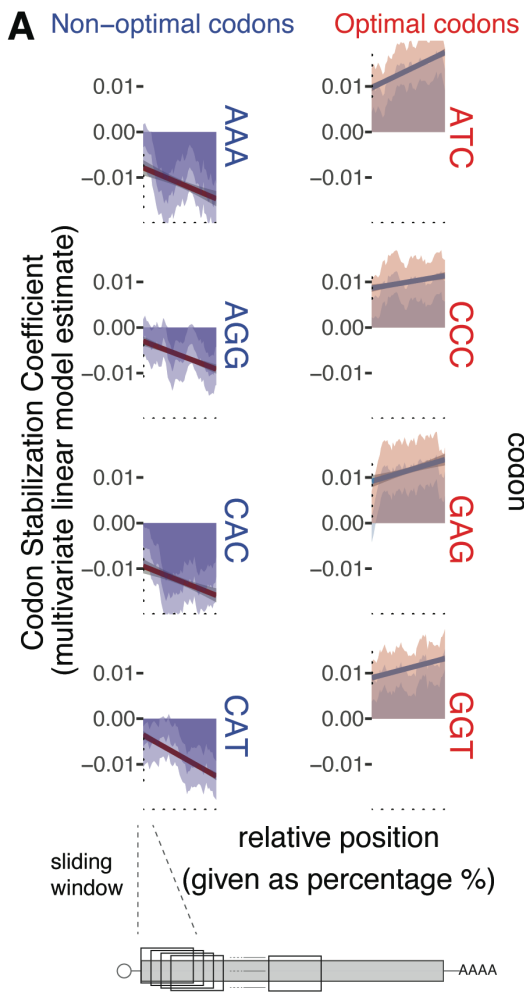 A
Non-optimal codons
Optimal codons
0.01
0.00
−0.01
AAA
0.01
0.00
−0.01
ATC
0.01
0.00
−0.01
AGG
0.01
0.00
−0.01
CCC
0.01
0.00
−0.01
CAC
0.01
0.00
−0.01
GAG
0.01
0.00
−0.01
CAT
0.01
0.00
−0.01
GGT
Codon Stabilization Coefficient
(multivariate linear model estimate)
codon
relative position
(given as percentage %)
sliding
window
AAAA